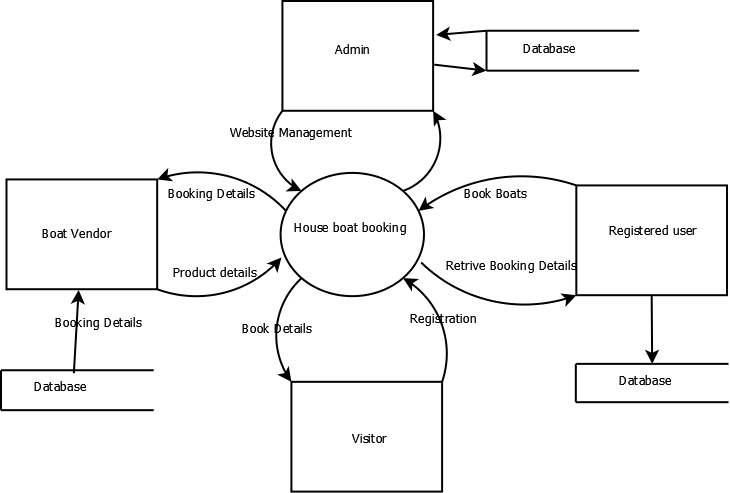 Admin
Database
Website Management
Booking Details
Book Boats
Boat Vendor
House boat booking
Registered user
Product details
Retrive Booking Details
Booking Details
Book Details
Registration
Database
Database
Visitor